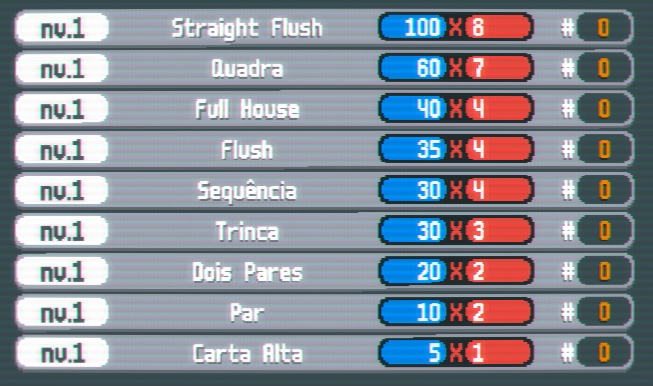 nv.1 Straight Flush 100 X 8 # 0
nv.1 Quadra 60 X 7 # 0
nv.1 Full House 40 X 4 # 0
nv.1 Flush 35 X 4 # 0
nv.1 Sequência 30 X 4 # 0
nv.1 Trinca 30 X 3 # 0
nv.1 Dois Pares 20 X 2 # 0
nv.1 Par 10 X 2 # 0
nv.1 Carta Alta 5 X 1 # 0